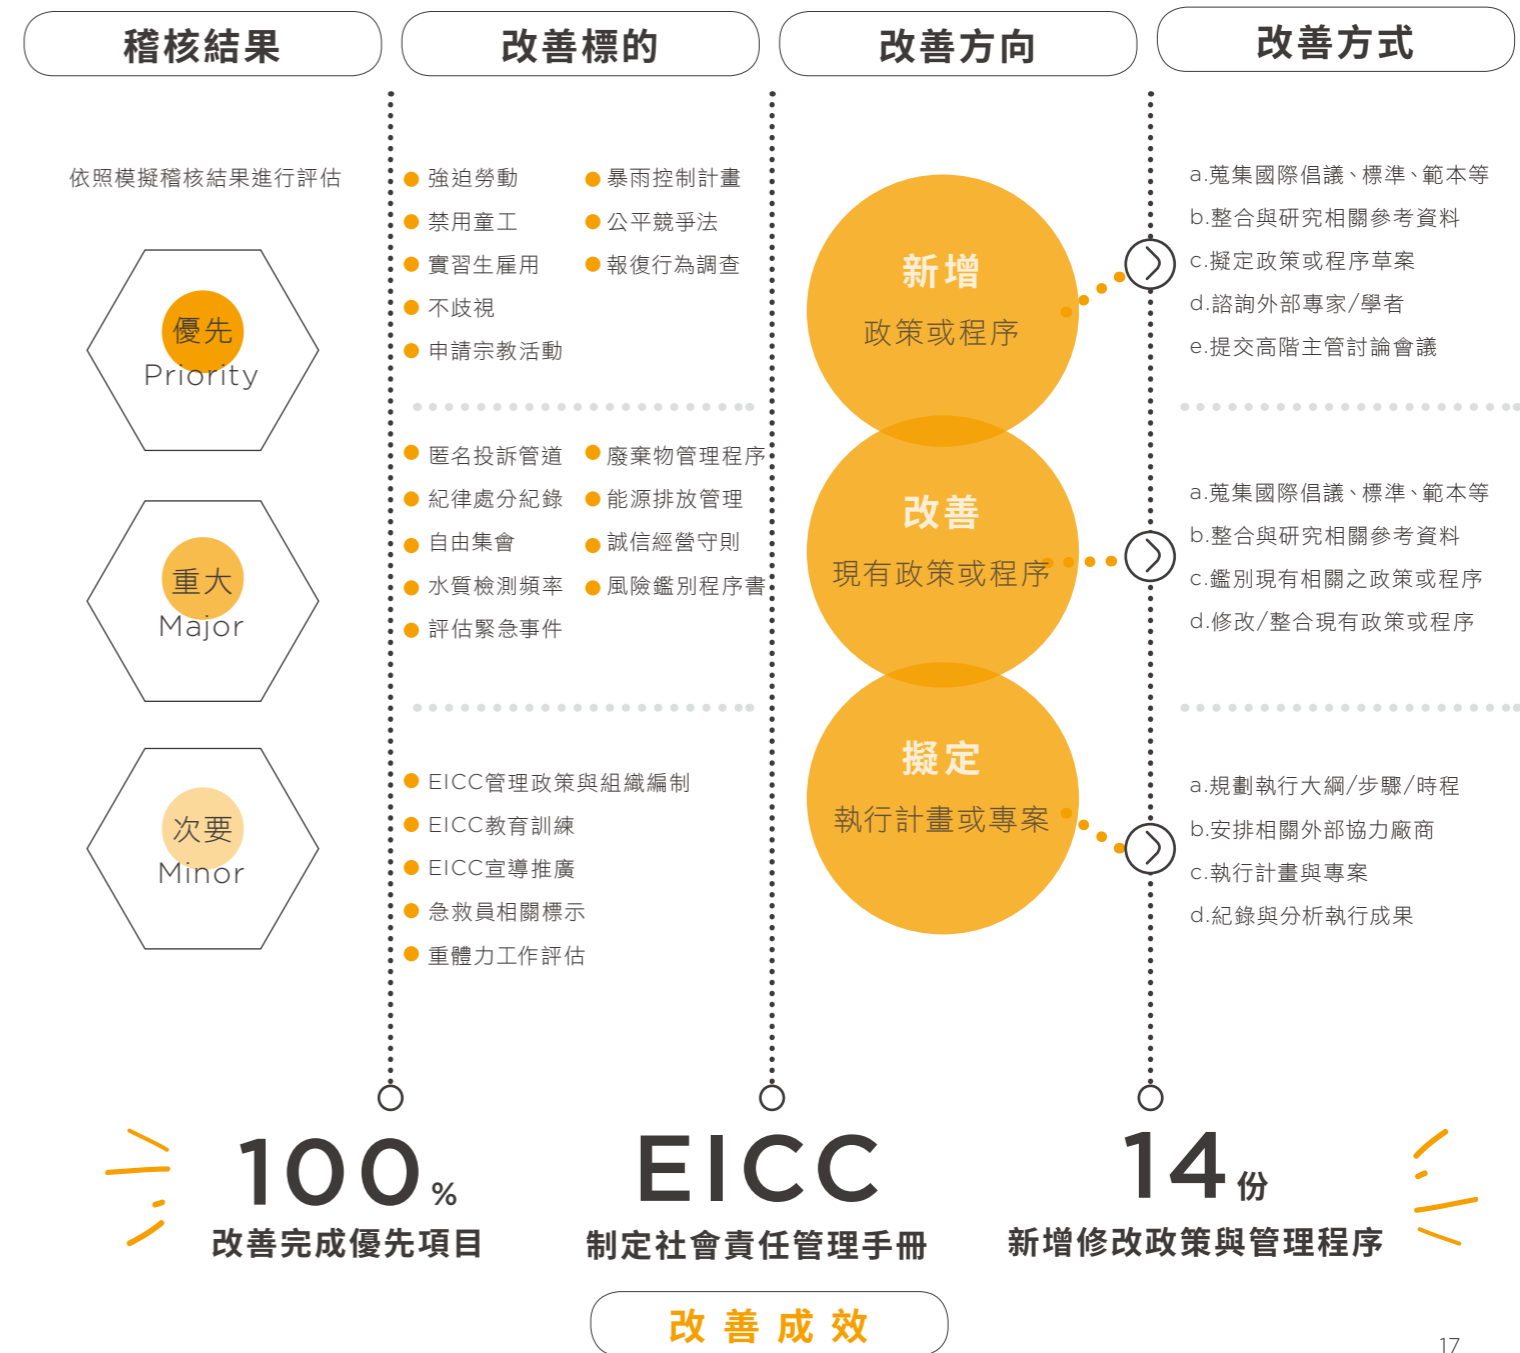 稽核結果
改善標的
改善方向
改善方式
依照模擬稽核結果進行評估
優先
Priority
重大
Major
次要
Minor
強迫勞動
禁用童工
實習生雇用
不歧視
申請宗教活動
暴雨控制計畫
公平競爭法
報復行為調查
匿名投訴管道
紀律處分紀錄
自由集會
水質檢測頻率
評估緊急事件
廢棄物管理程序
能源排放管理
誠信經營守則
風險鑑別程序書
EICC管理政策與組織編制
EICC教育訓練
EICC宣導推廣
急救員相關標示
重體力工作評估
新增
政策或程序
改善
現有政策或程序
擬定
執行計畫或專案
a.蒐集國際倡議、標準、範本等
b.整合與研究相關參考資料
c.擬定政策或程序草案
d.諮詢外部專家/學者
e.提交高階主管討論會議
a.蒐集國際倡議、標準、範本等
b.整合與研究相關參考資料
c.鑑別現有相關之政策或程序
d.修改/整合現有政策或程序
a.規劃執行大綱/步驟/時程
b.安排相關外部協力廠商
c.執行計畫與專案
d.紀錄與分析執行成果
100%
改善完成優先項目
EICC
制定社會責任管理手冊
14份
新增修改政策與管理程序
改善成效
17